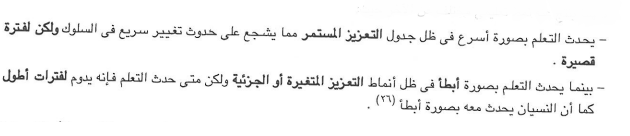 – يحدث التعلم بصورة أسرع فى ظل جدول التعزيز المستمر مما يشجع على حدوث تغيير سريع فى السلوك ولكن لفترة
قصيرة .
– بينما يحدث التعلم بصورة أبطأ فى ظل أنماط التعزيز المتغيرة أو الجزئية ولكن متى حدث التعلم فإنه يدوم لفترات أطول
كما أن النسيان يحدث معه بصورة أبطأ (٢٦) .